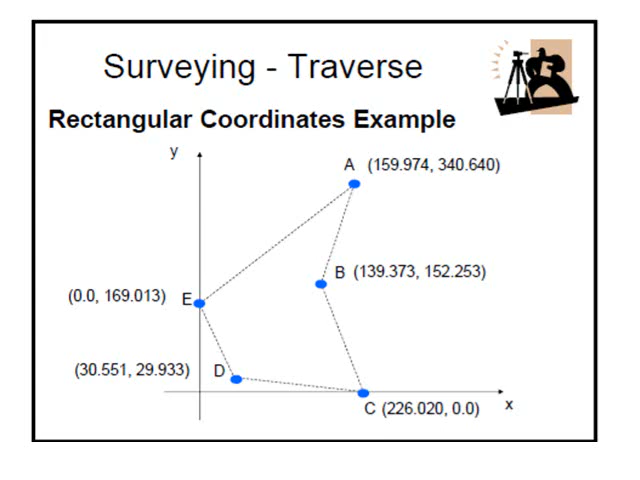 Surveying - Traverse
Rectangular Coordinates Example
y
A (159.974, 340.640)
B (139.373, 152.253)
(0.0, 169.013) E
(30.551, 29.933) D
C (226.020, 0.0)
x